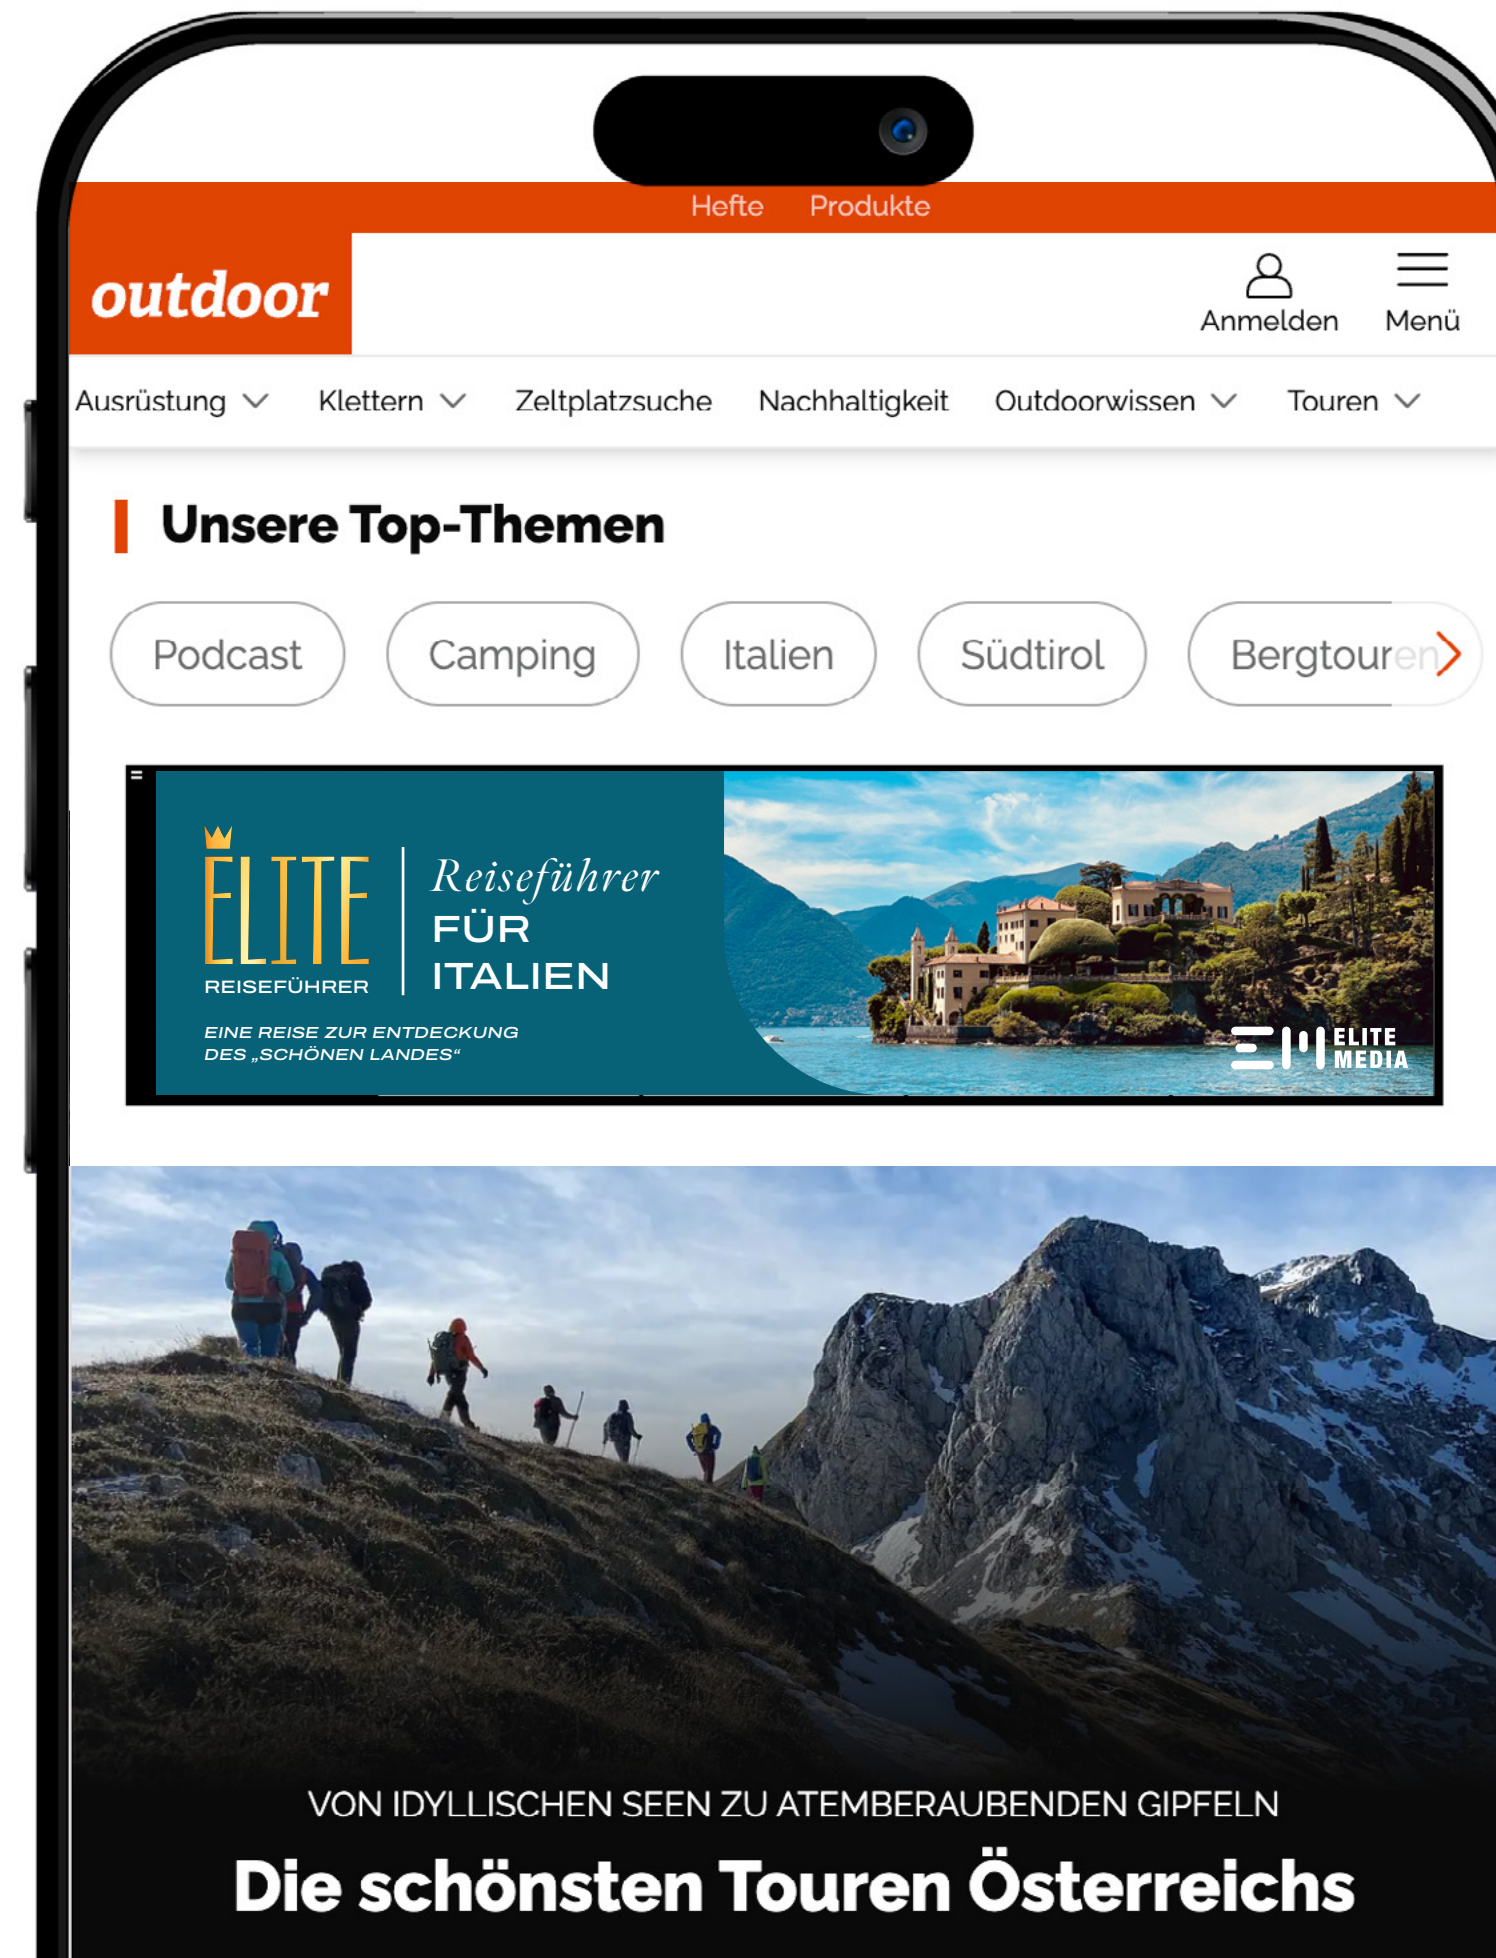 Hefte Produkte
outdoor
Anmelden Menü
Ausrüstung Klettern Zeltplatzsuche Nachhaltigkeit Outdoorwissen Touren
Unsere Top-Themen
Podcast Camping Italien Südtirol Bergtouren
ELITE
REISEFÜHRER
Reiseführer
FÜR
ITALIEN
EINE REISE ZUR ENTDECKUNG
DES „SCHÖNEN LANDES“
EM ELITE
MEDIA
VON IDYLLISCHEN SEEN ZU ATEMBERAUBENDEN GIPFELN
Die schönsten Touren Österreichs